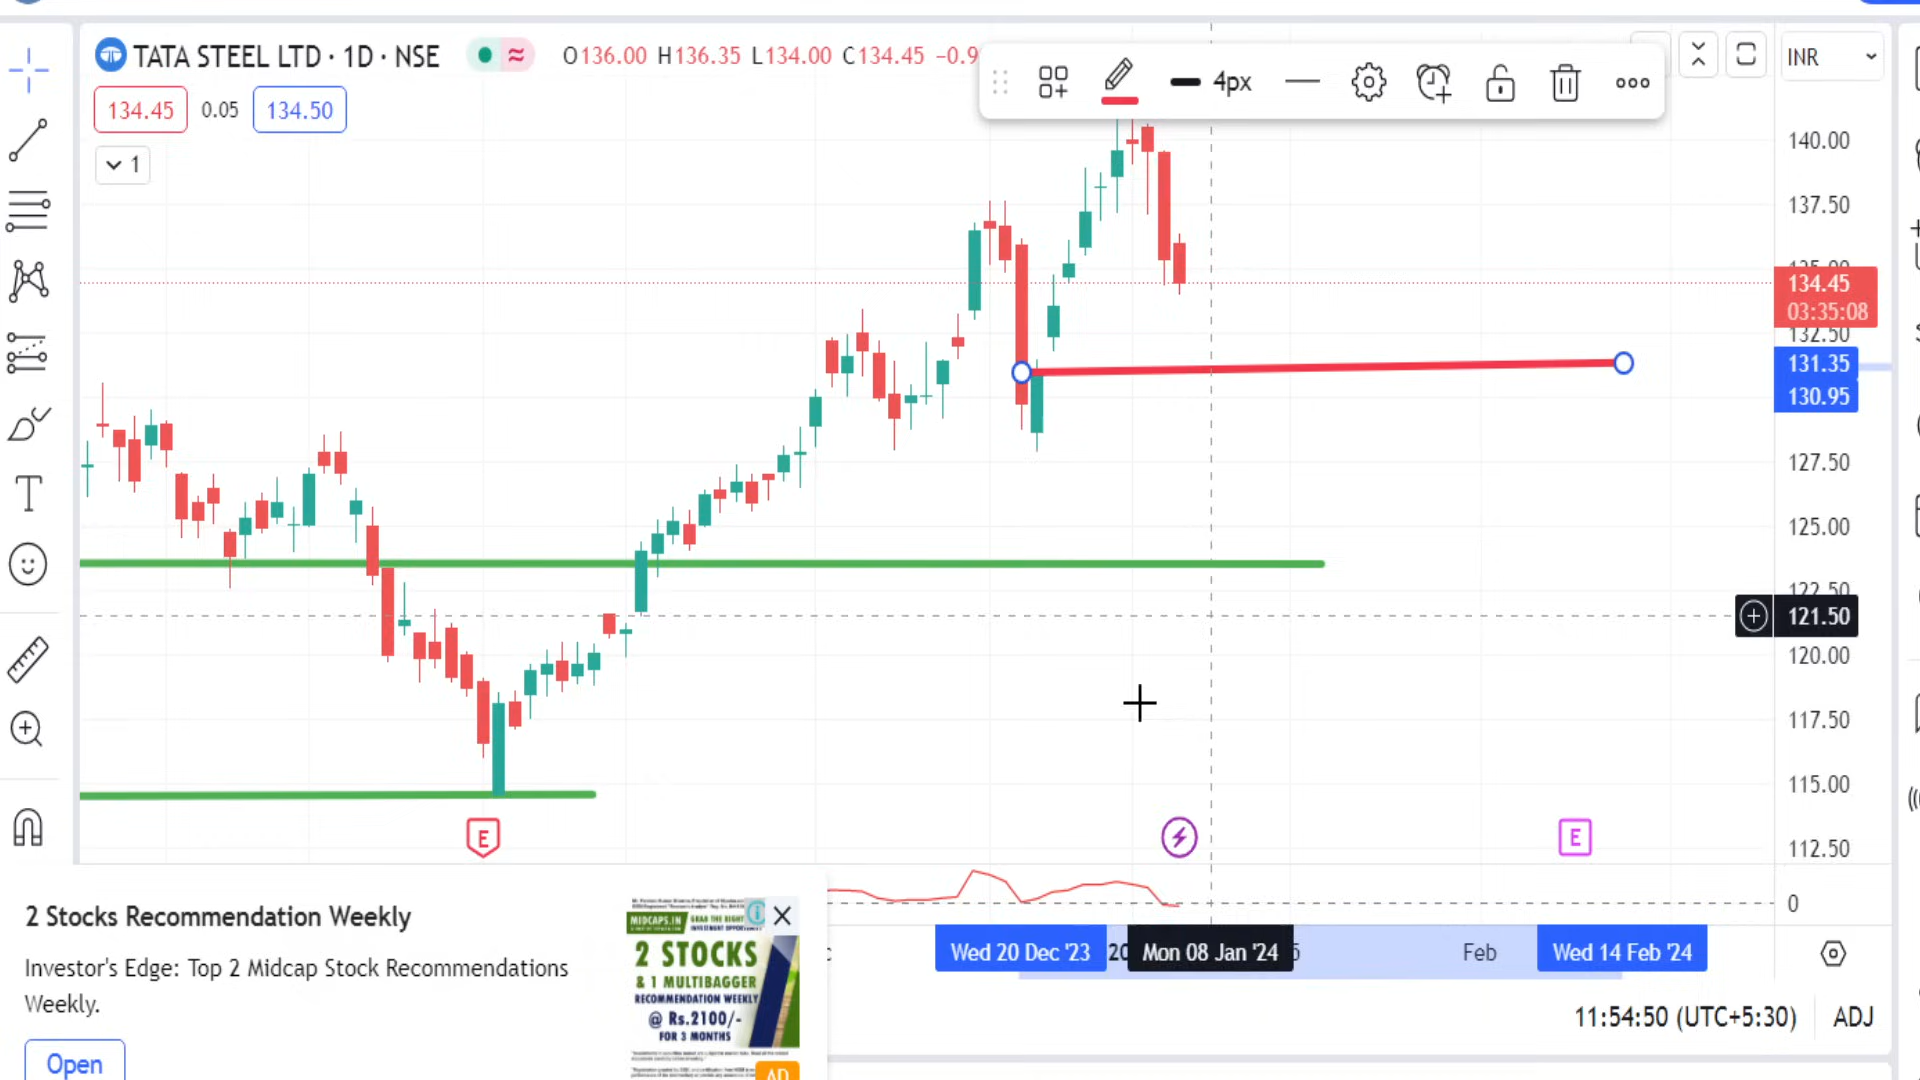 TATA STEEL LTD · 1D · NSE
O136.00 H136.35 L134.00 C134.45 −0.9
4px
INR
134.45 0.05 134.50
1
140.00
137.50
134.45
03:35:08
132.50
131.35
130.95
127.50
125.00
122.50
121.50
120.00
117.50
115.00
112.50
E
E
0
Wed 20 Dec '23
Mon 08 Jan '24
Feb
Wed 14 Feb '24
11:54:50 (UTC+5:30) ADJ
2 Stocks Recommendation Weekly
Investor's Edge: Top 2 Midcap Stock Recommendations
Weekly.
Open
MIDCAPS.IN
2 STOCKS
& 1 MULTIBAGGER
RECOMMENDATION WEEKLY
@ Rs.2100/-
FOR 3 MONTHS
AD